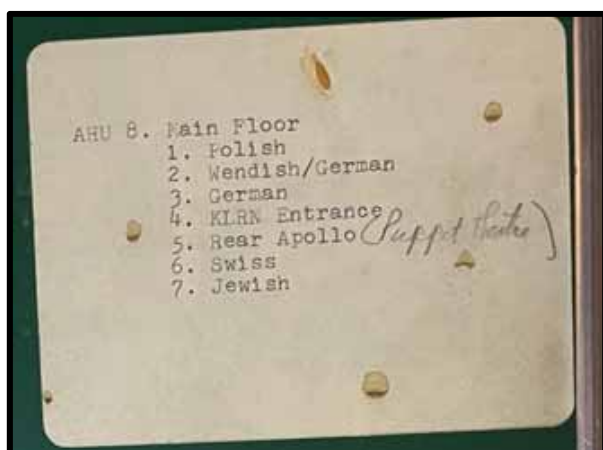 AHU 8. Main Floor
1. Polish
2. Wendish/German
3. German
4. KLRN Entrance
5. Rear Apollo (Puppet Theatre)
6. Swiss
7. Jewish